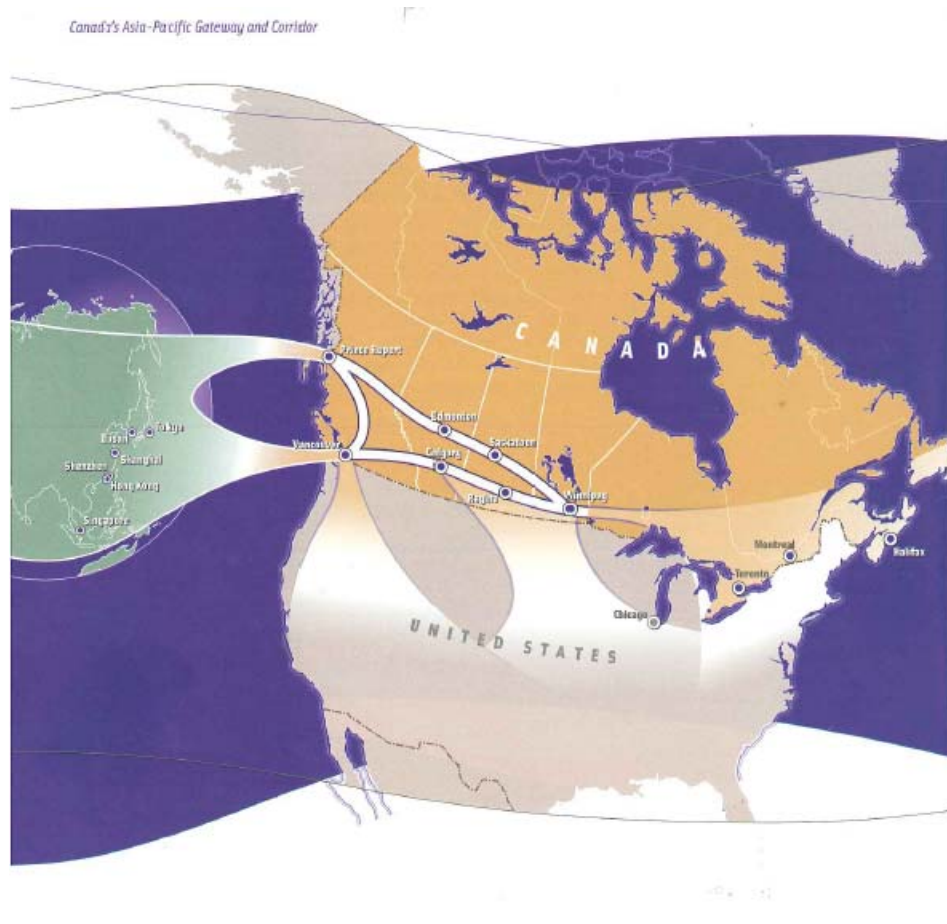 Canada's Asia-Pacific Gateway and Corridor
CANADA
Prince Rupert
Edmonton
Saskatoon
Vancouver
Calgary
Regina
Winnipeg
Busan
Tokyo
Shanghai
Shenzhen
Hong Kong
Singapore
Montreal
Halifax
Toronto
Chicago
UNITED STATES